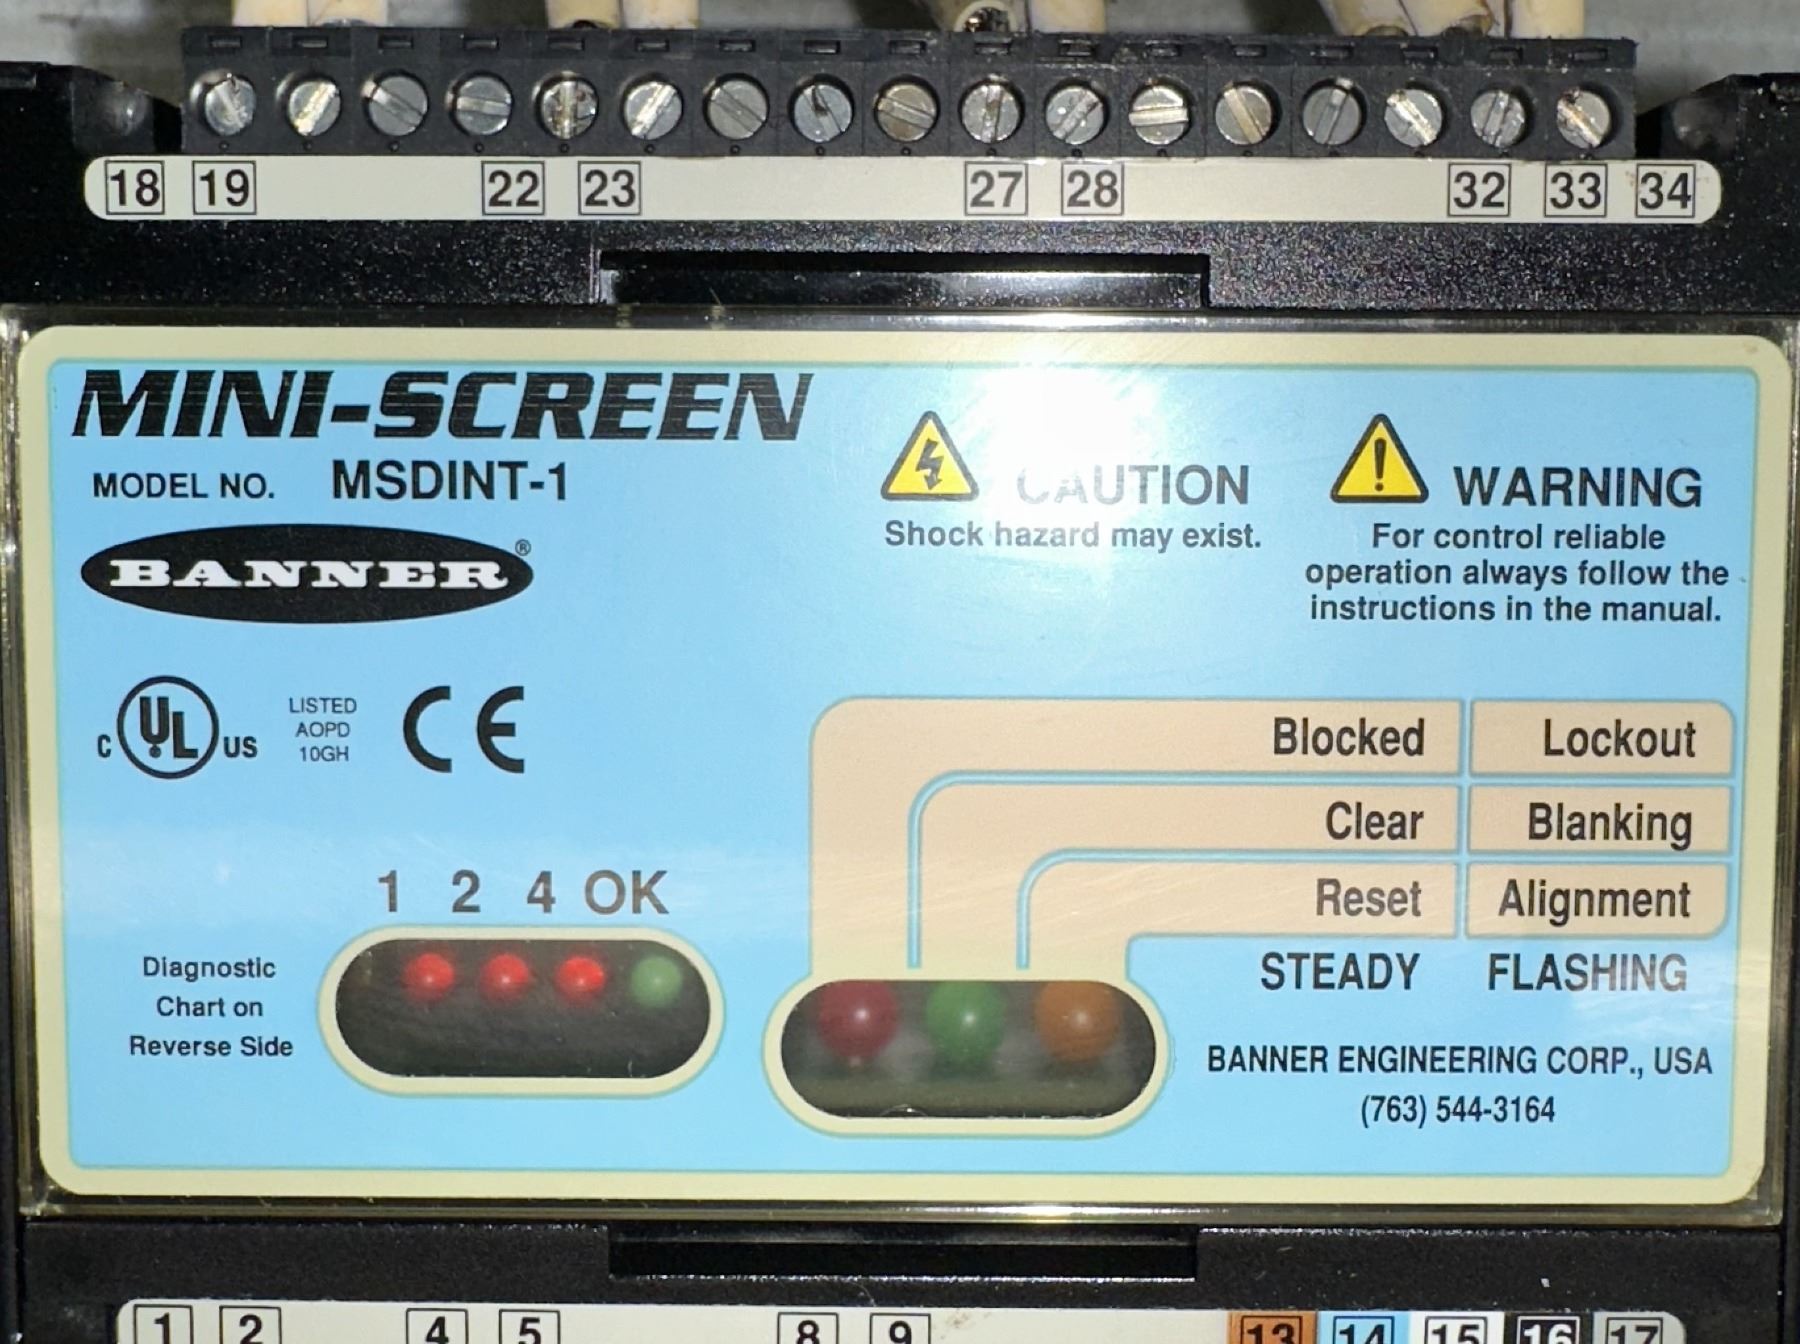 18 19 22 23 27 28 32 33 34
MINI-SCREEN
MODEL NO. MSDINT-1
BANNER®
CAUTION
Shock hazard may exist.
WARNING
For control reliable
operation always follow the
instructions in the manual.
C UL US
LISTED
AOPD
10GH
CE
Blocked Lockout
Clear Blanking
Reset Alignment
STEADY FLASHING
1 2 4 OK
Diagnostic
Chart on
Reverse Side
BANNER ENGINEERING CORP., USA
(763) 544-3164
1 2 4 5 8 9 13 14 15 16 17